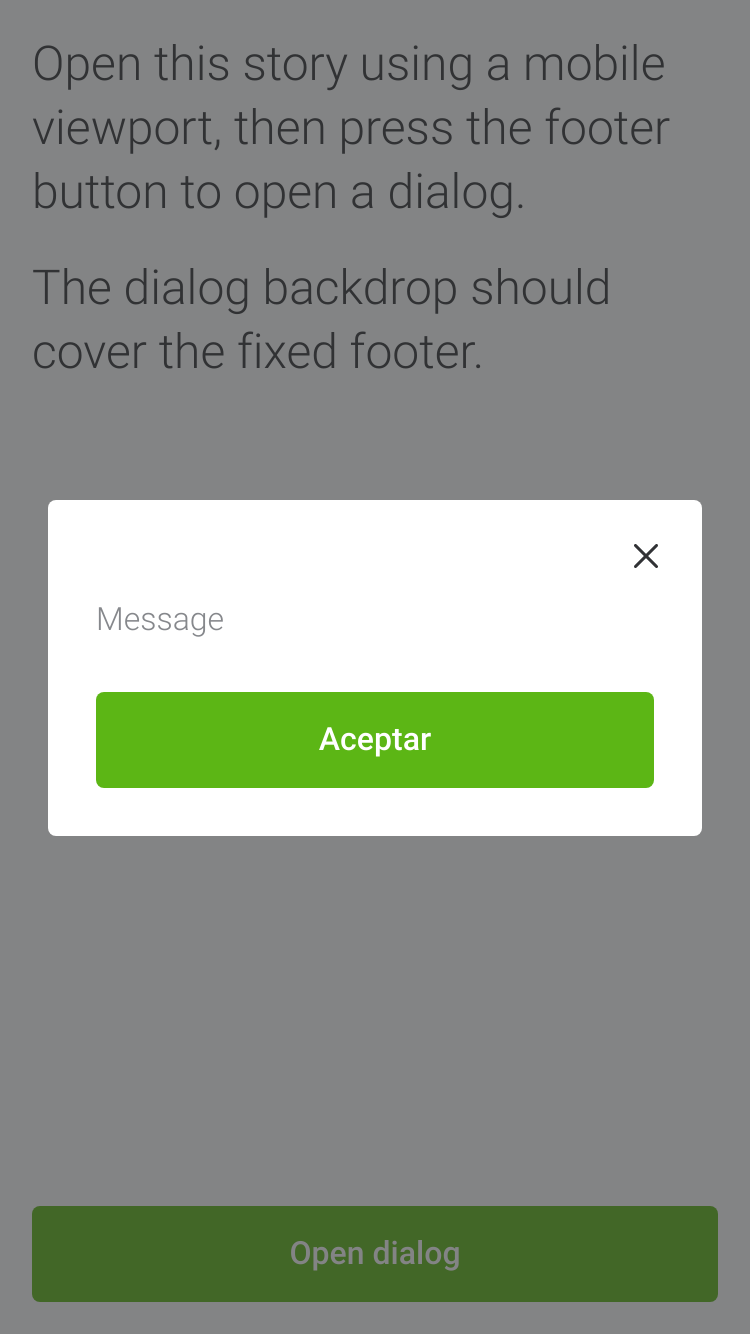 Open this story using a mobile
viewport, then press the footer
button to open a dialog.
The dialog backdrop should
cover the fixed footer.
Message
Aceptar
Open dialog